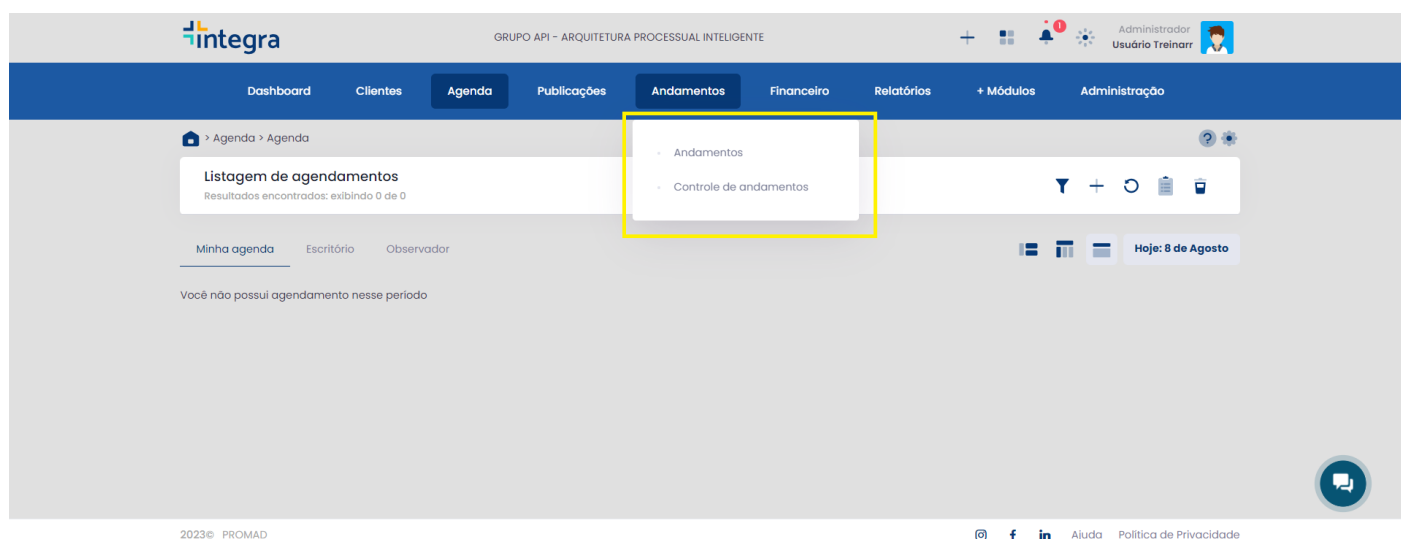 integra
GRUPO API - ARQUITETURA PROCESSUAL INTELIGENTE
1
Administrador
Usuário Treinarr
Dashboard Clientes Agenda Publicações Andamentos Financeiro Relatórios + Módulos Administração
> Agenda > Agenda
?
Andamentos
Controle de andamentos
Listagem de agendamentos
Resultados encontrados: exibindo 0 de 0
Minha agenda Escritório Observador
Hoje: 8 de Agosto
Você não possui agendamento nesse período
2023© PROMAD
Ajuda Política de Privacidade